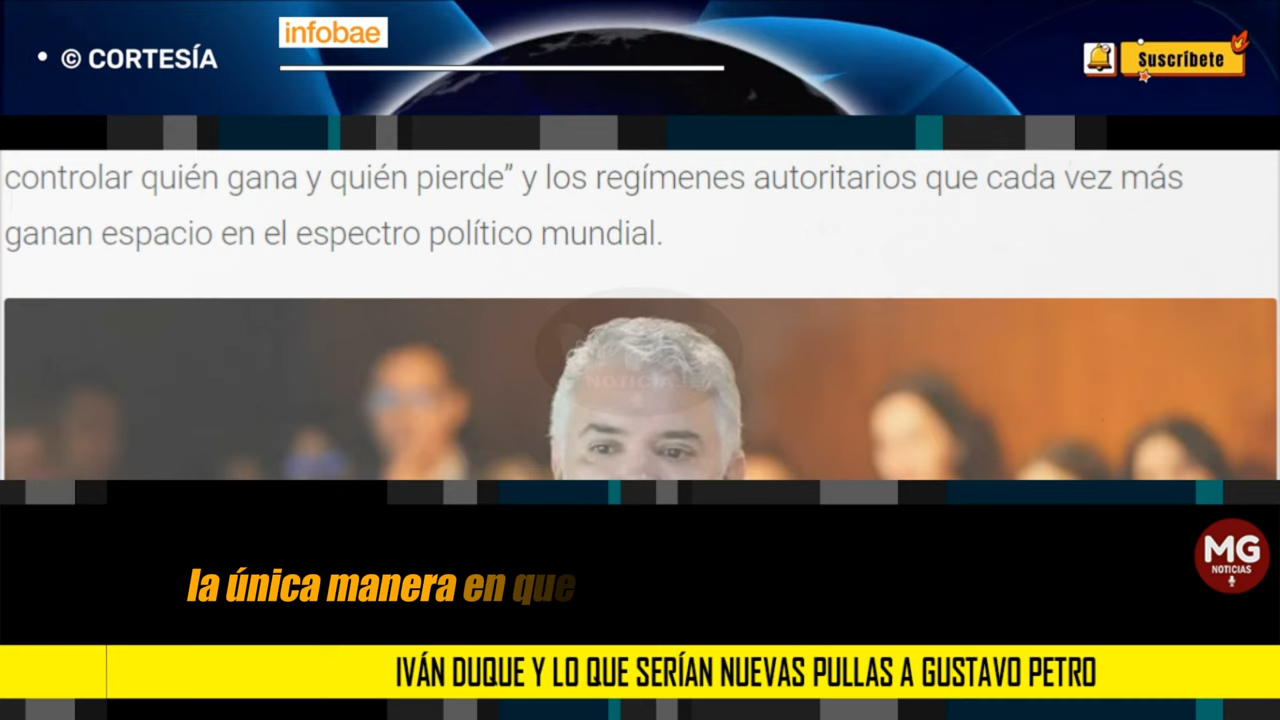 infobae
• © CORTESÍA
Suscríbete
controlar quién gana y quién pierde” y los regímenes autoritarios que cada vez más
ganan espacio en el espectro político mundial.
NOTICIAS
la única manera en que
MG
NOTICIAS
IVÁN DUQUE Y LO QUE SERÍAN NUEVAS PULLAS A GUSTAVO PETRO